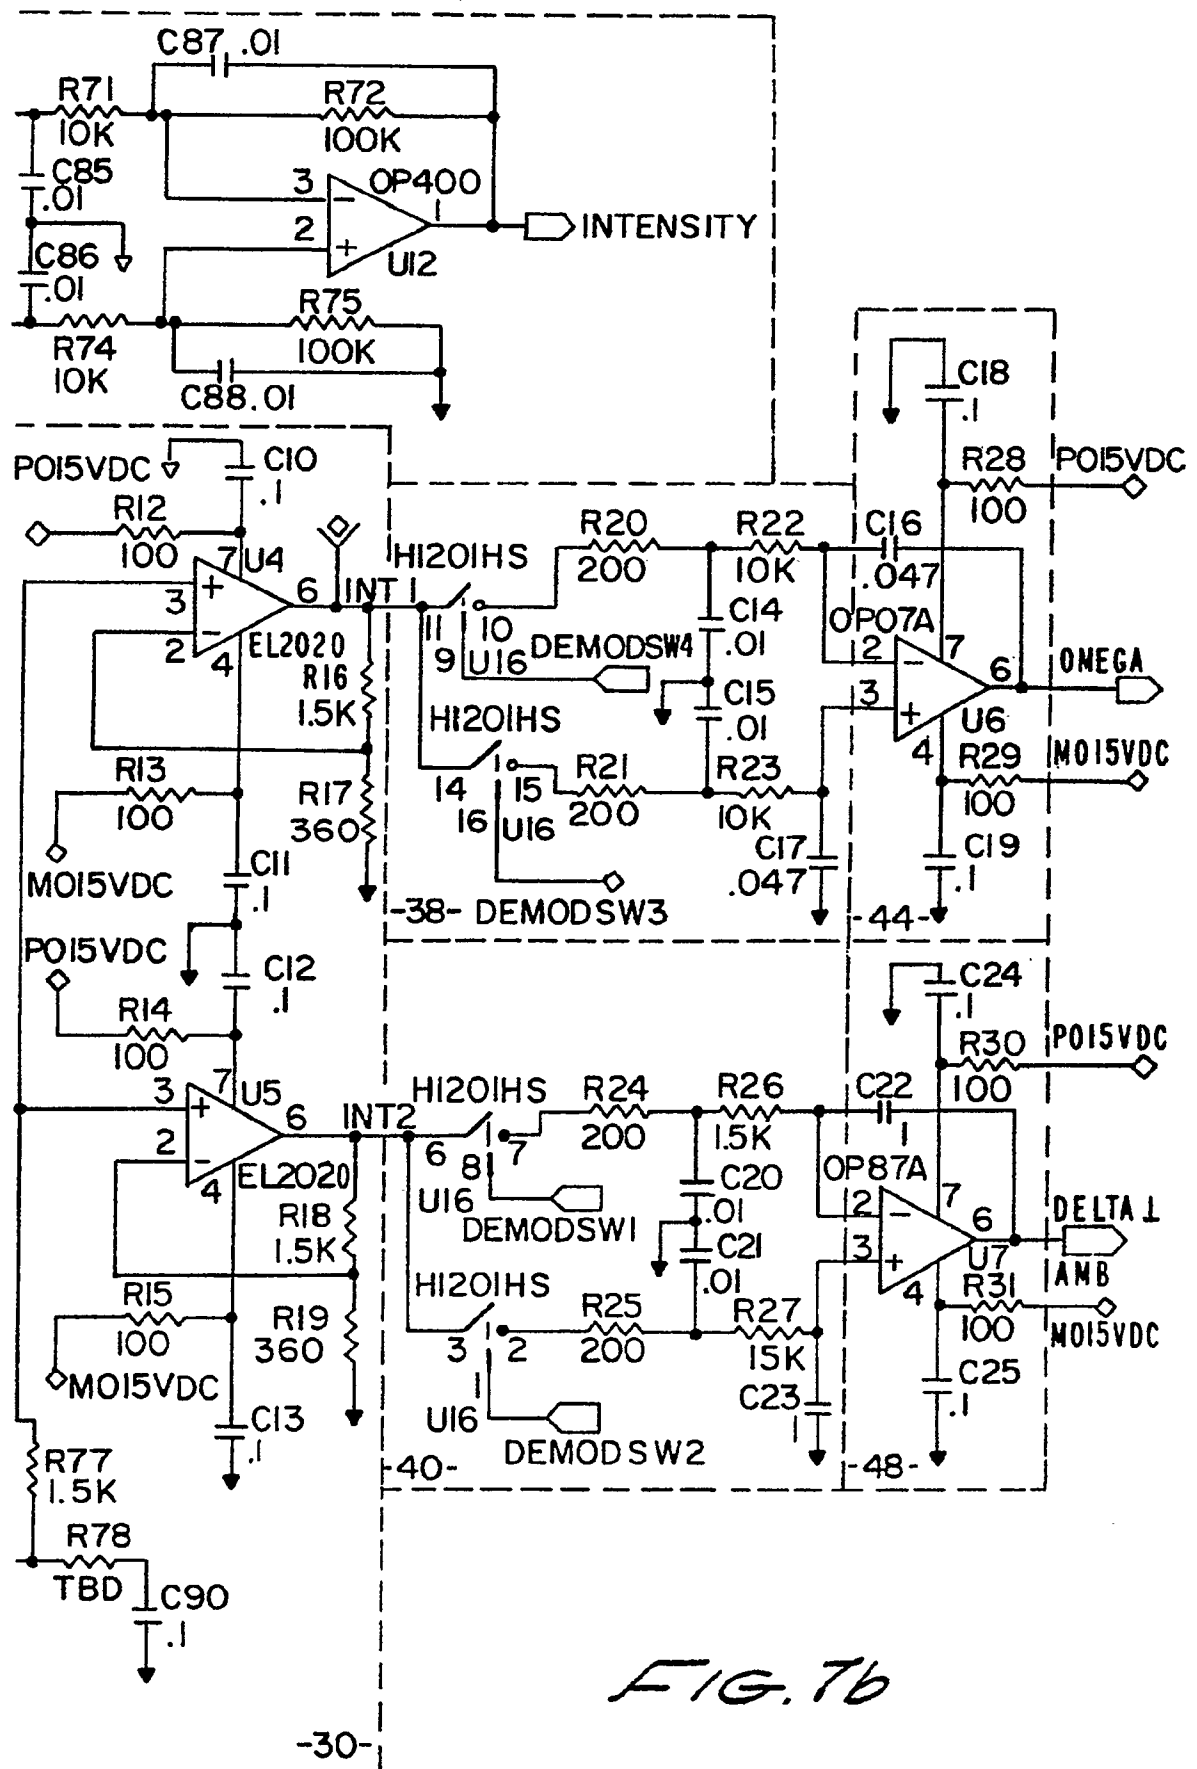 C87 .01
R71
10K
R72
100K
C85
.01
3
OP400
1
2
U12
INTENSITY
C86
.01
R75
100K
R74
10K
C88 .01
C18
.1
PO15VDC
C10
.1
R28
100
PO15VDC
R12
100
7
U4
HI201HS
R20
200
R22
10K
C16
.047
3
2
4
6
INT 1
EL2020
11
10
9
U16
DEMODSW4
C14
.01
OP07A
2
7
6
OMEGA
3
U6
4
R16
1.5K
HI201HS
C15
.01
R29
100
MO15VDC
R13
100
R17
360
14
15
16
U16
R21
200
R23
10K
MO15VDC
C11
.1
C17
.047
C19
.1
-38-
DEMODSW3
-44-
PO15VDC
C12
.1
C24
.1
R14
100
R30
100
PO15VDC
3
7
U5
6
2
4
INT2
EL2020
HI201HS
R24
200
R26
1.5K
C22
1
6
7
8
U16
DEMODSW1
C20
.01
OP87A
2
7
6
3
U7
4
DELTA⊥
AMB
R18
1.5K
C21
.01
R15
100
R19
360
HI201HS
R25
200
R27
15K
R31
100
MO15VDC
3
2
1
U16
DEMODSW2
MO15VDC
C13
.1
C23
1
C25
.1
R77
1.5K
-40-
-48-
R78
TBD
C90
.1
FIG. 7b
-30-